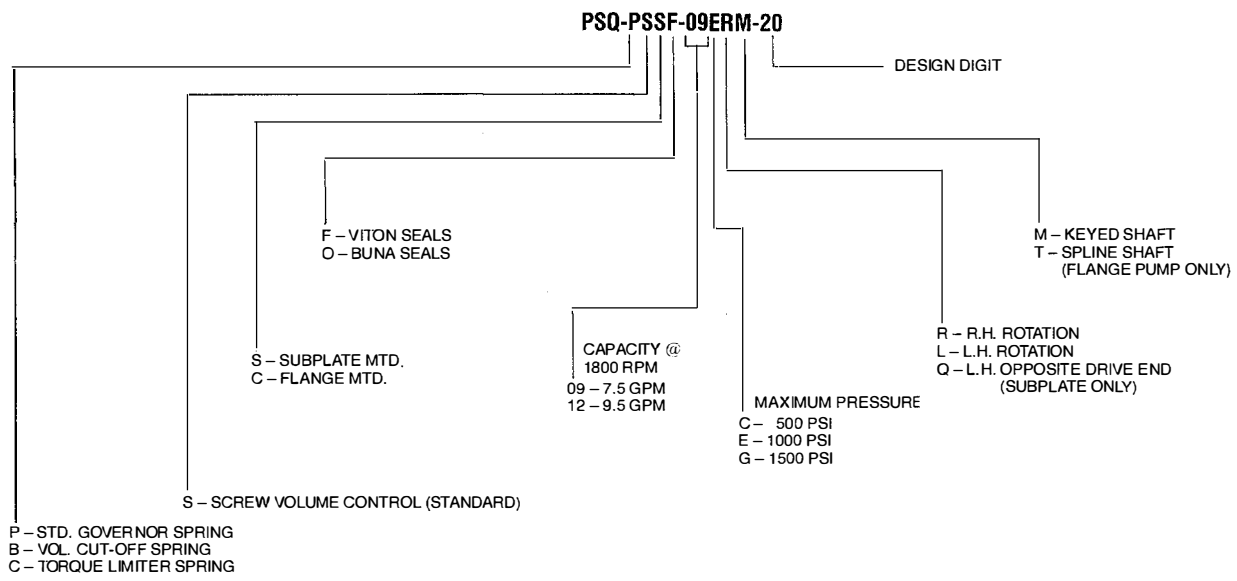 PSQ-PSSF-09ERM-20
DESIGN DIGIT
F – VITON SEALS
O – BUNA SEALS
M – KEYED SHAFT
T – SPLINE SHAFT
(FLANGE PUMP ONLY)
S – SUBPLATE MTD.
C – FLANGE MTD.
CAPACITY @
1800 RPM
09 – 7.5 GPM
12 – 9.5 GPM
R – R.H. ROTATION
L – L.H. ROTATION
Q – L.H. OPPOSITE DRIVE END
(SUBPLATE ONLY)
MAXIMUM PRESSURE
C – 500 PSI
E – 1000 PSI
G – 1500 PSI
S – SCREW VOLUME CONTROL (STANDARD)
P – STD. GOVERNOR SPRING
B – VOL. CUT-OFF SPRING
C – TORQUE LIMITER SPRING